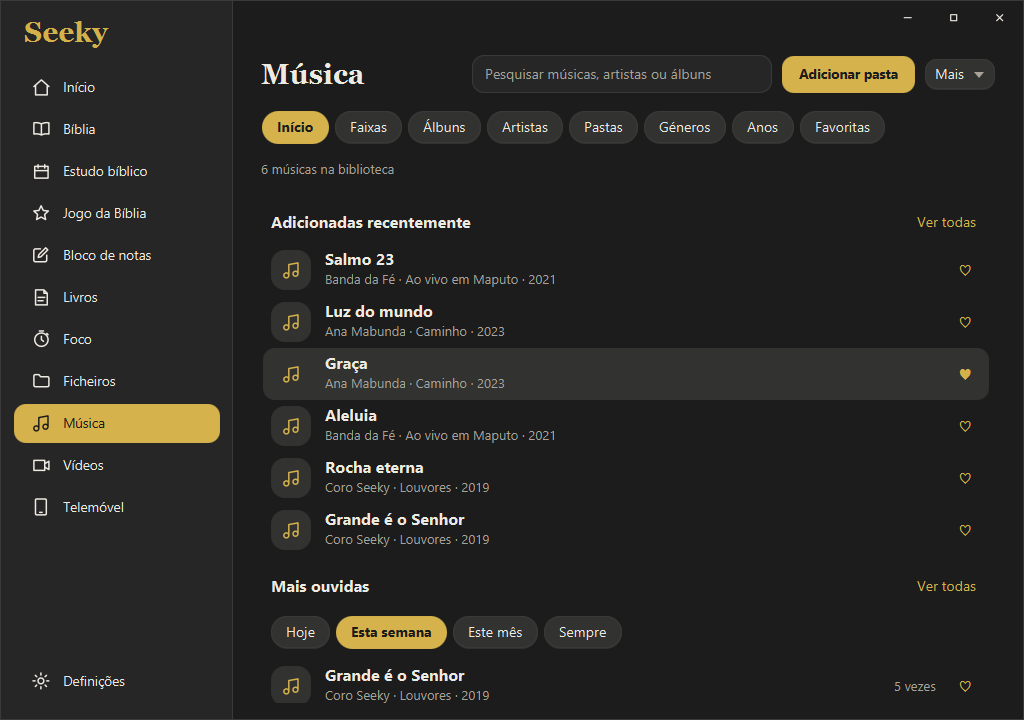 Seeky
Início
Bíblia
Estudo bíblico
Jogo da Bíblia
Bloco de notas
Livros
Foco
Ficheiros
Música
Vídeos
Telemóvel
Definições
Música
Pesquisar músicas, artistas ou álbuns
Adicionar pasta
Mais
Início Faixas Álbuns Artistas Pastas Géneros Anos Favoritas
6 músicas na biblioteca
Adicionadas recentemente Ver todas
Salmo 23
Banda da Fé · Ao vivo em Maputo · 2021
Luz do mundo
Ana Mabunda · Caminho · 2023
Graça
Ana Mabunda · Caminho · 2023
Aleluia
Banda da Fé · Ao vivo em Maputo · 2021
Rocha eterna
Coro Seeky · Louvores · 2019
Grande é o Senhor
Coro Seeky · Louvores · 2019
Mais ouvidas Ver todas
Hoje Esta semana Este mês Sempre
Grande é o Senhor
Coro Seeky · Louvores · 2019
5 vezes